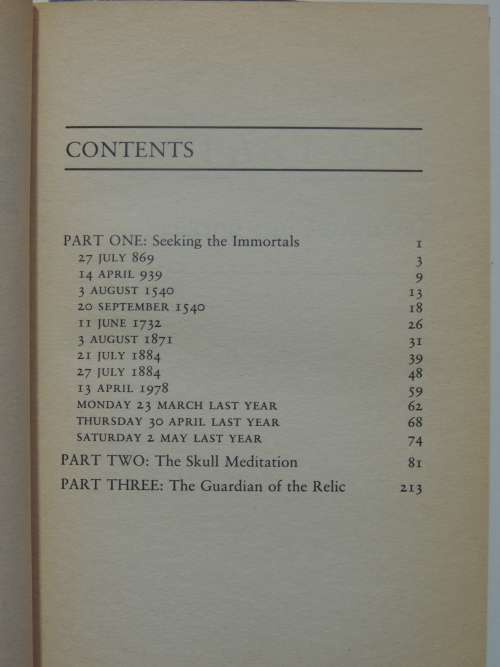 CONTENTS
PART ONE: Seeking the Immortals 1
27 JULY 869 3
14 APRIL 939 9
3 AUGUST 1540 13
20 SEPTEMBER 1540 18
11 JUNE 1732 26
3 AUGUST 1871 31
21 JULY 1884 39
27 JULY 1884 48
13 APRIL 1978 59
MONDAY 23 MARCH LAST YEAR 62
THURSDAY 30 APRIL LAST YEAR 68
SATURDAY 2 MAY LAST YEAR 74
PART TWO: The Skull Meditation 81
PART THREE: The Guardian of the Relic 213